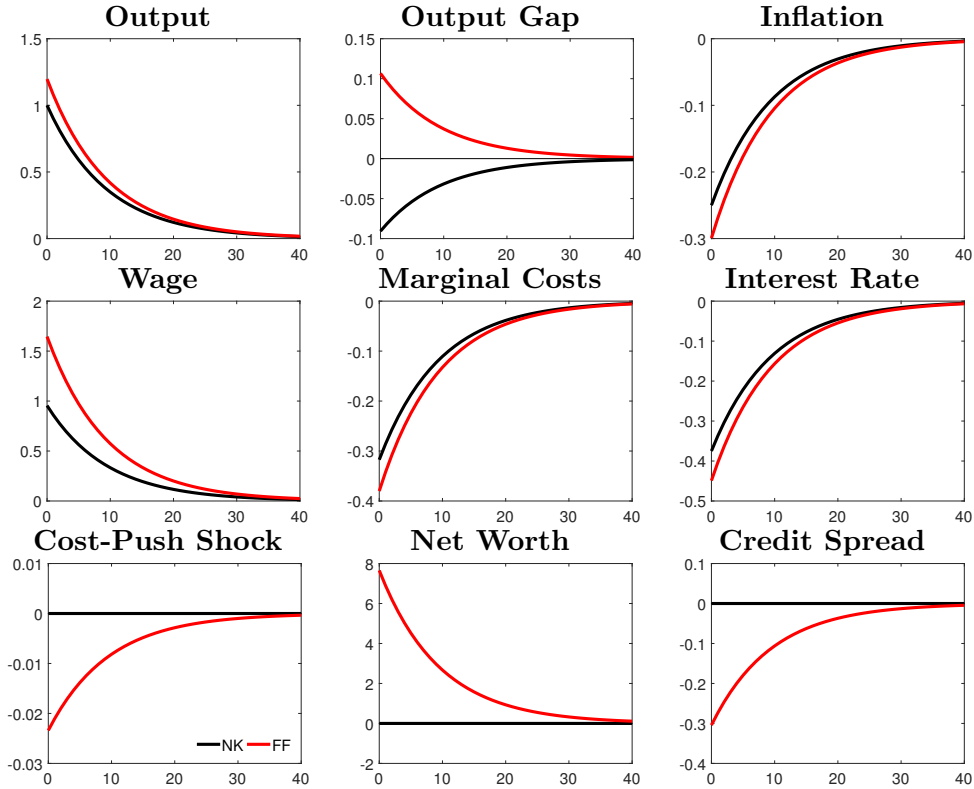 Output
1.5
1
0.5
0
0 10 20 30 40
Output Gap
0.15
0.1
0.05
0
-0.05
-0.1
0 10 20 30 40
Inflation
0
-0.1
-0.2
-0.3
0 10 20 30 40
Wage
2
1.5
1
0.5
0
0 10 20 30 40
Marginal Costs
0
-0.1
-0.2
-0.3
-0.4
0 10 20 30 40
Interest Rate
0
-0.1
-0.2
-0.3
-0.4
-0.5
0 10 20 30 40
Cost-Push Shock
0.01
0
-0.01
-0.02
-0.03
NK FF
0 10 20 30 40
Net Worth
8
6
4
2
0
-2
0 10 20 30 40
Credit Spread
0.1
0
-0.1
-0.2
-0.3
-0.4
0 10 20 30 40